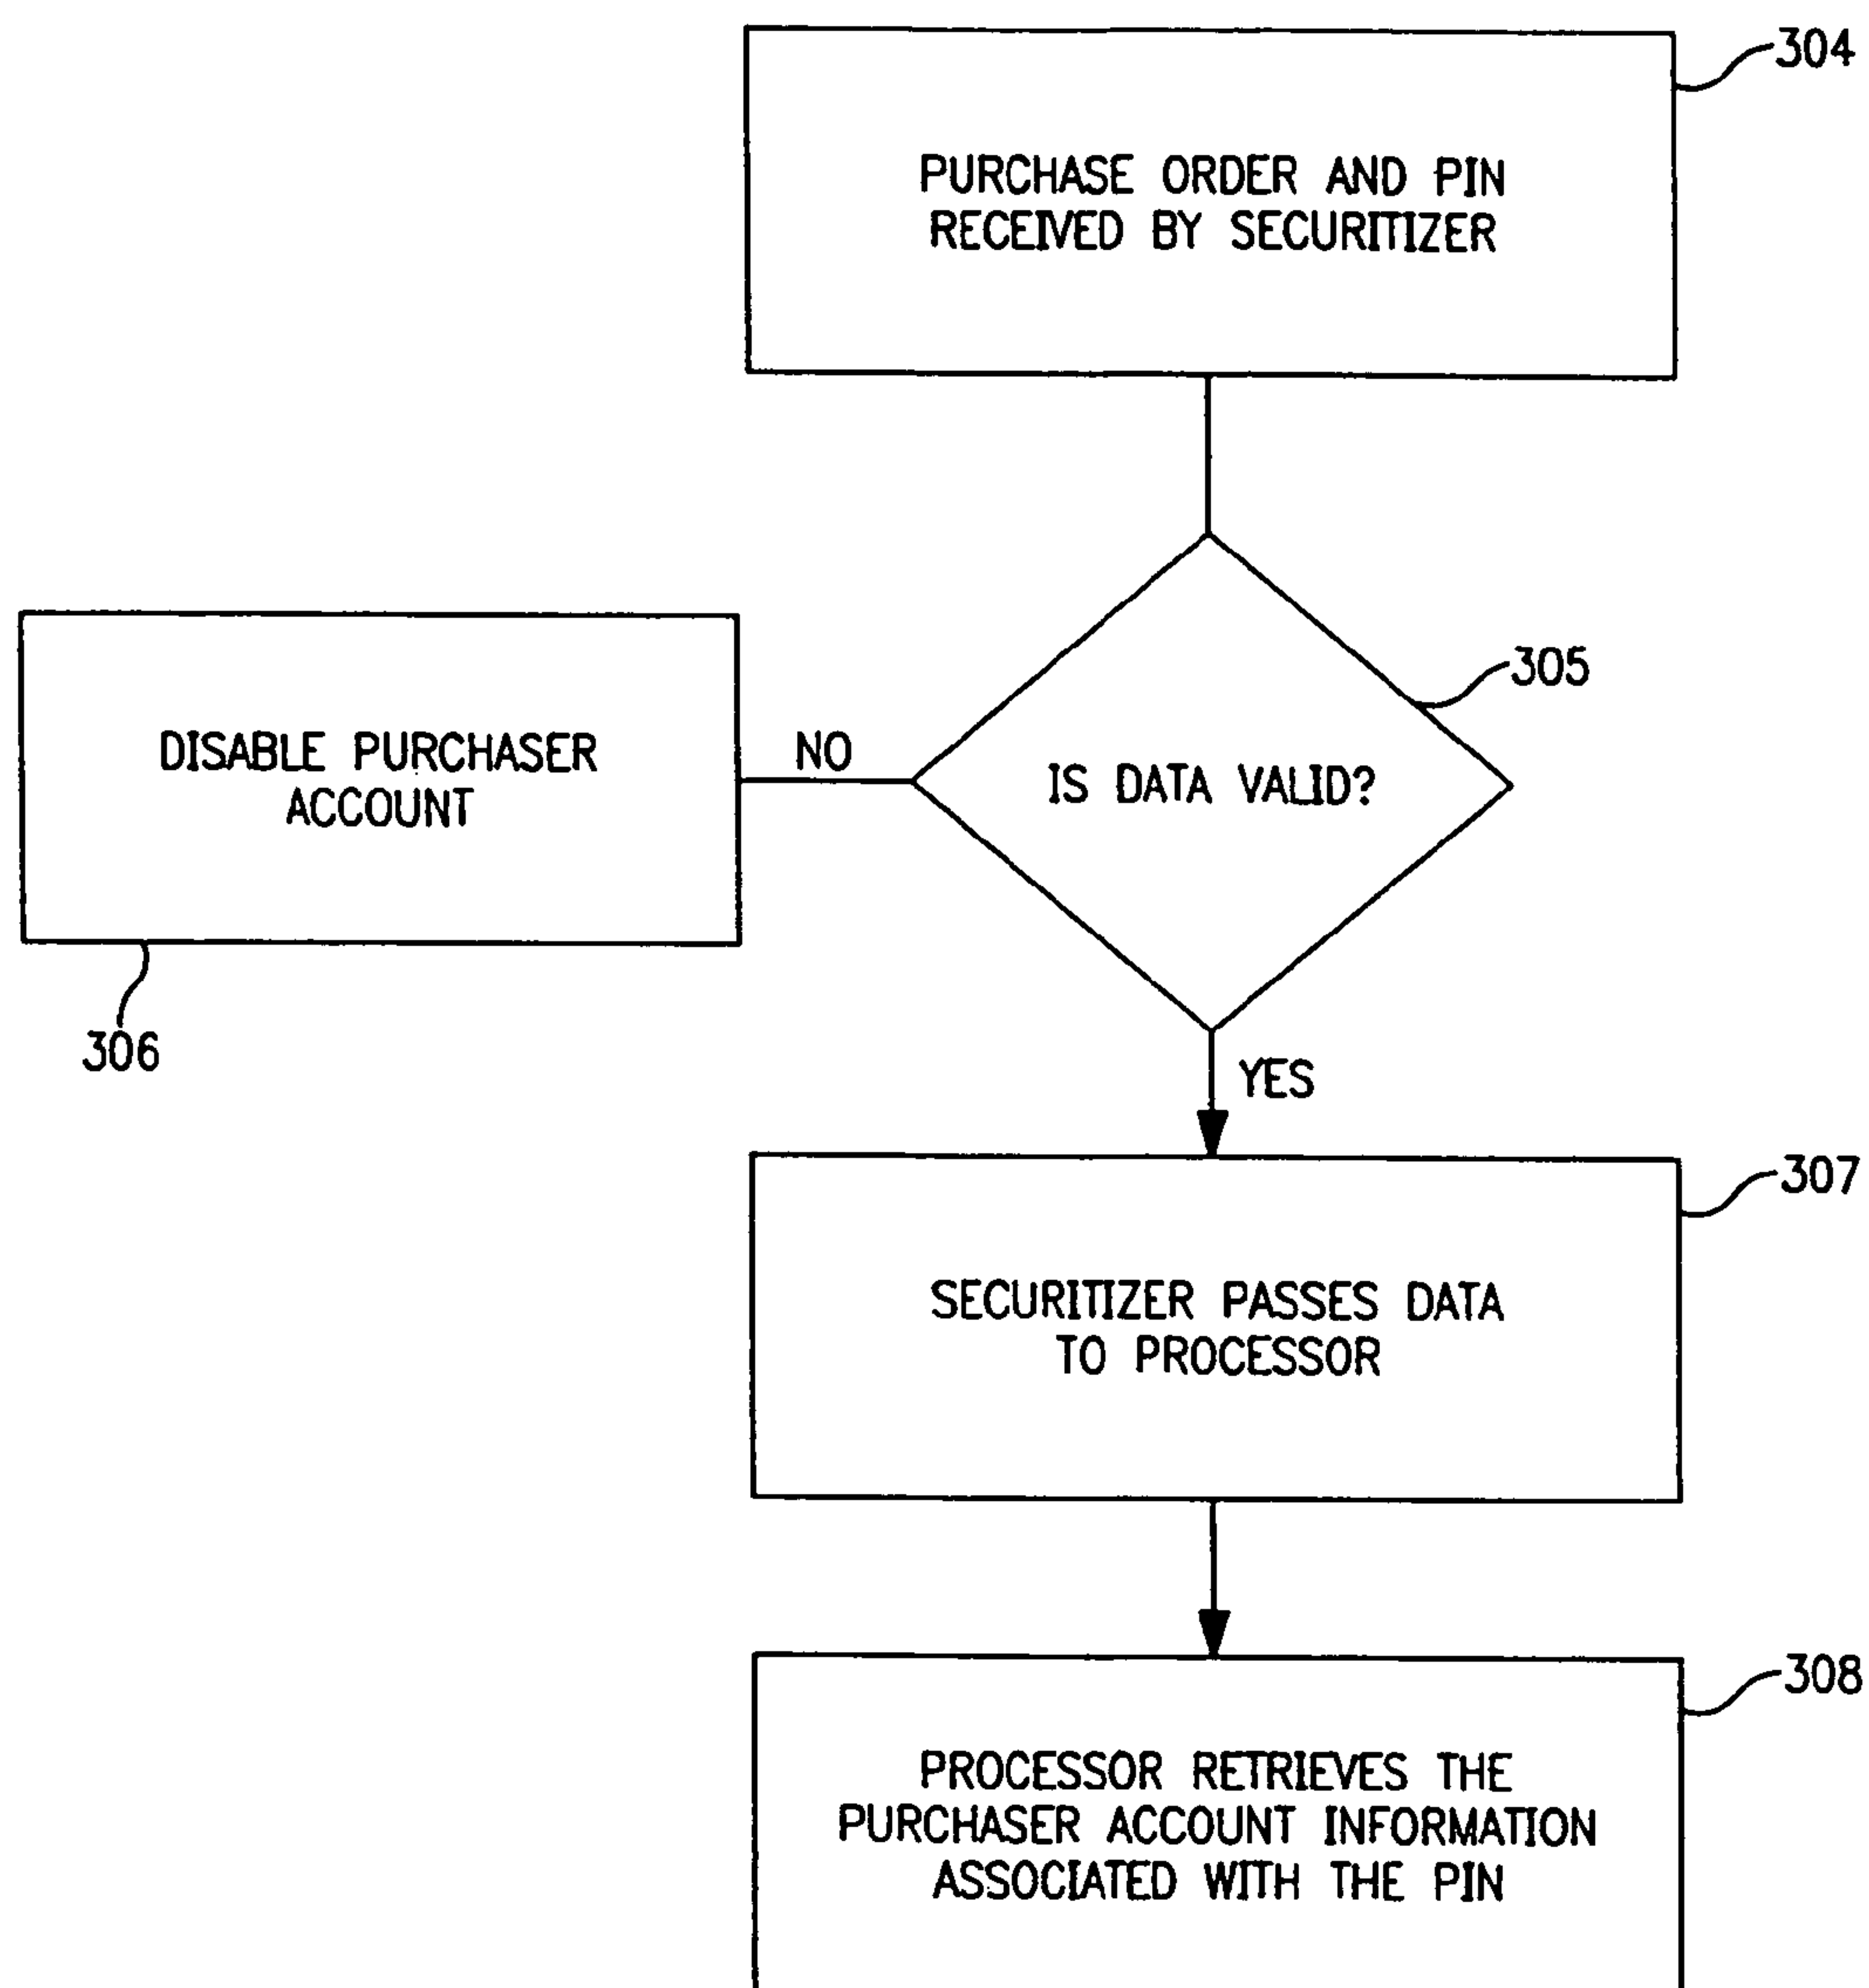 304
PURCHASE ORDER AND PIN
RECEIVED BY SECURITIZER
305
IS DATA VALID?
NO
DISABLE PURCHASER
ACCOUNT
306
YES
307
SECURITIZER PASSES DATA
TO PROCESSOR
308
PROCESSOR RETRIEVES THE
PURCHASER ACCOUNT INFORMATION
ASSOCIATED WITH THE PIN